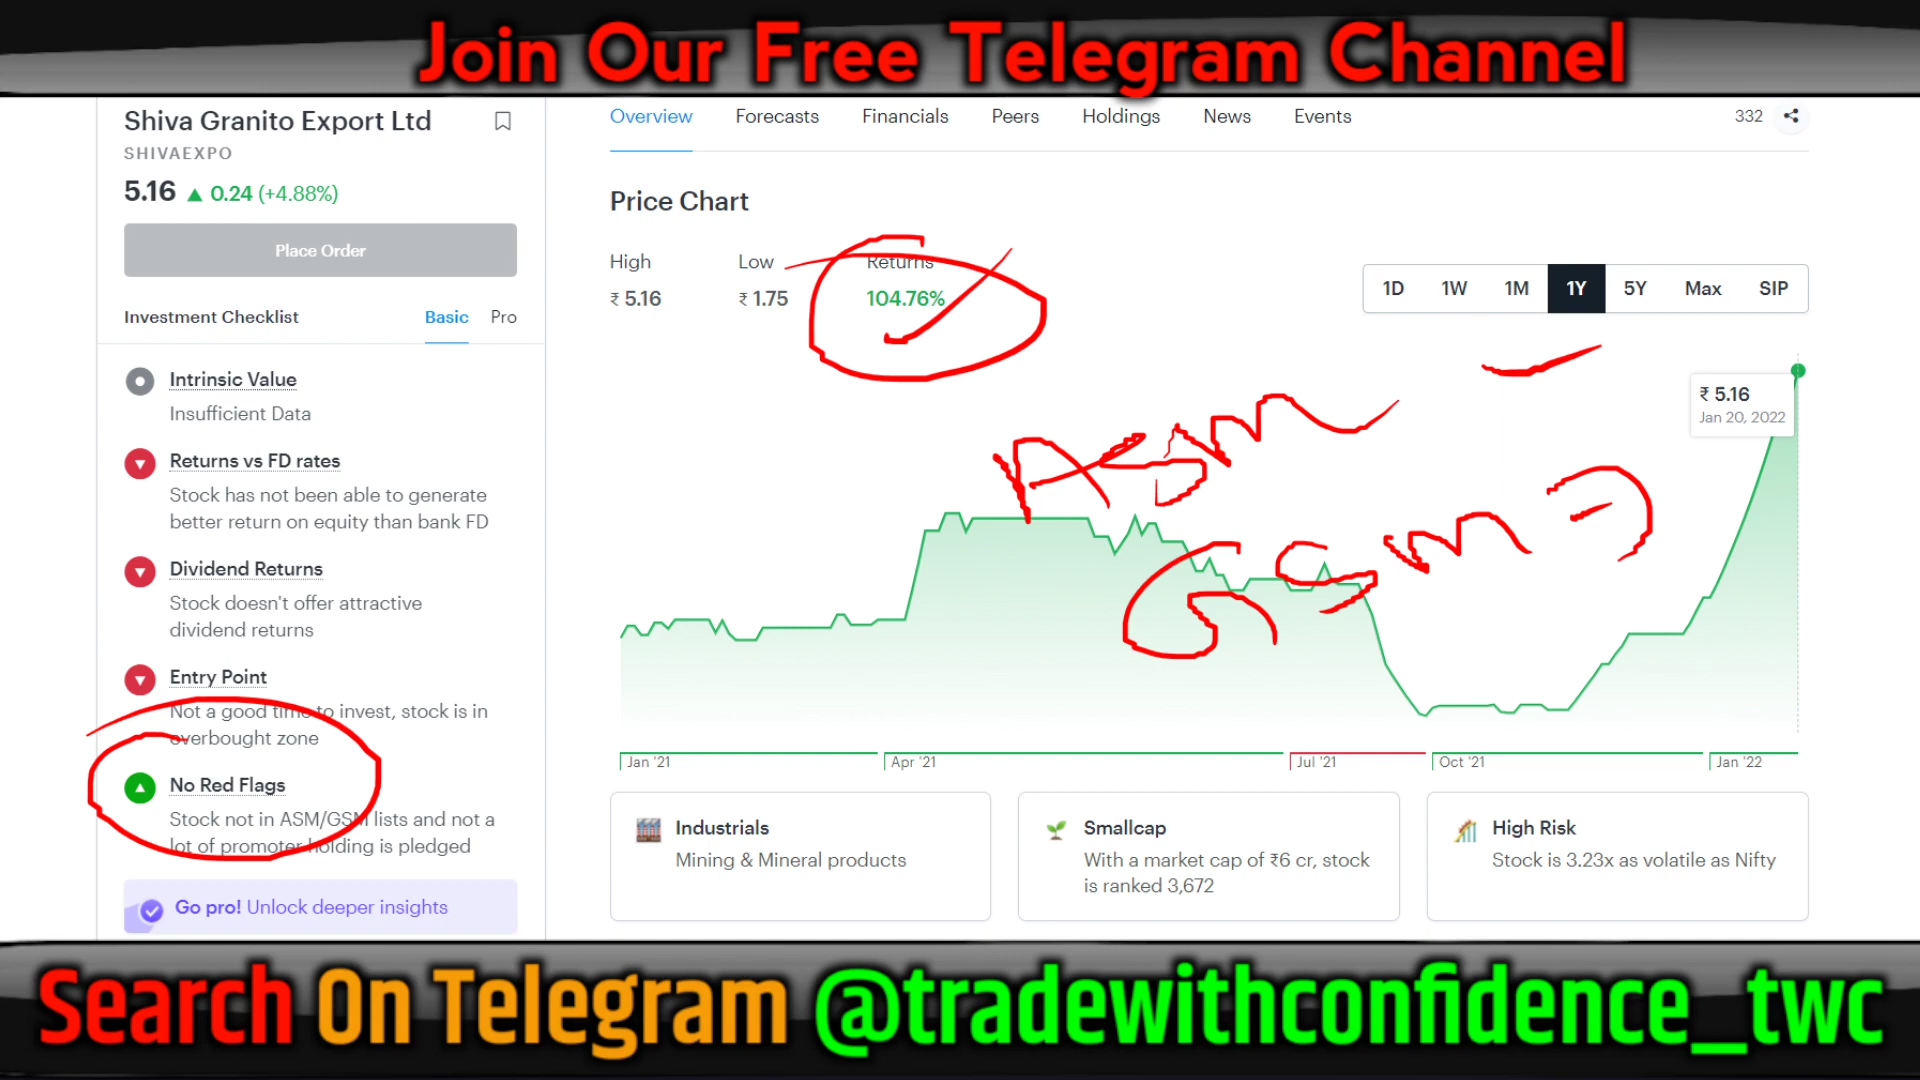 Join Our Free Telegram Channel
Shiva Granito Export Ltd
SHIVAEXPO
5.16 ▲ 0.24 (+4.88%)
Place Order
Investment Checklist Basic Pro
Intrinsic Value
Insufficient Data
Returns vs FD rates
Stock has not been able to generate
better return on equity than bank FD
Dividend Returns
Stock doesn't offer attractive
dividend returns
Entry Point
Not a good time to invest, stock is in
overbought zone
No Red Flags
Stock not in ASM/GSM lists and not a
lot of promoter holding is pledged
Go pro! Unlock deeper insights
Overview Forecasts Financials Peers Holdings News Events 332
Price Chart
High Low Returns
₹ 5.16 ₹ 1.75 104.76%
1D 1W 1M 1Y 5Y Max SIP
ASM
GSM
₹ 5.16
Jan 20, 2022
Jan '21 Apr '21 Jul '21 Oct '21 Jan '22
Industrials
Mining & Mineral products
Smallcap
With a market cap of ₹6 cr, stock
is ranked 3,672
High Risk
Stock is 3.23x as volatile as Nifty
Search On Telegram @tradewithconfidence_twc